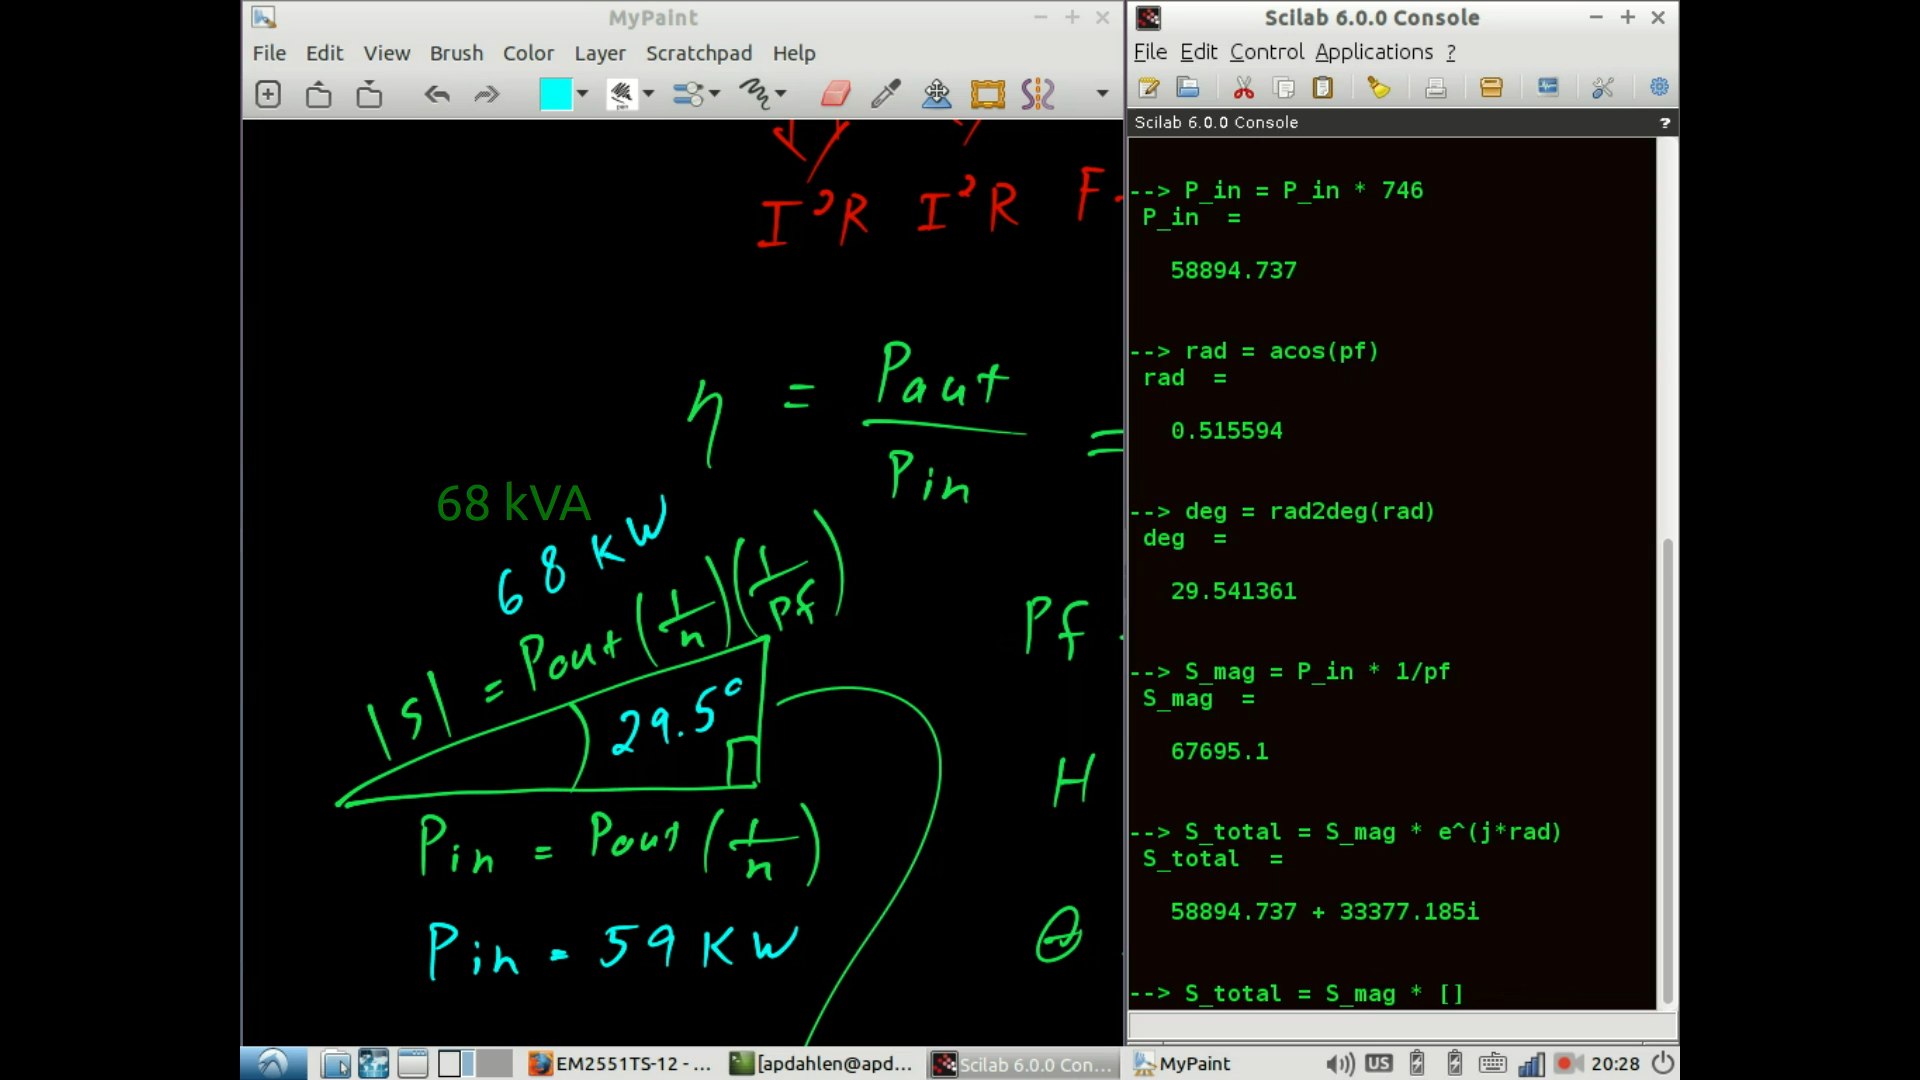 MyPaint
File Edit View Brush Color Layer Scratchpad Help
I²R I²R F
η = Pout / Pin =
68 kVA
68 KW
|S| = Pout (1/n)(1/pf)
29.5°
Pf
H
Pin = Pout (1/n)
Pin = 59 KW
θ
Scilab 6.0.0 Console
File Edit Control Applications ?
Scilab 6.0.0 Console ?
--> P_in = P_in * 746
P_in =
58894.737
--> rad = acos(pf)
rad =
0.515594
--> deg = rad2deg(rad)
deg =
29.541361
--> S_mag = P_in * 1/pf
S_mag =
67695.1
--> S_total = S_mag * e^(j*rad)
S_total =
58894.737 + 33377.185i
--> S_total = S_mag * []
EM2551TS-12 - ... [apdahlen@apd... Scilab 6.0.0 Con... MyPaint US 20:28